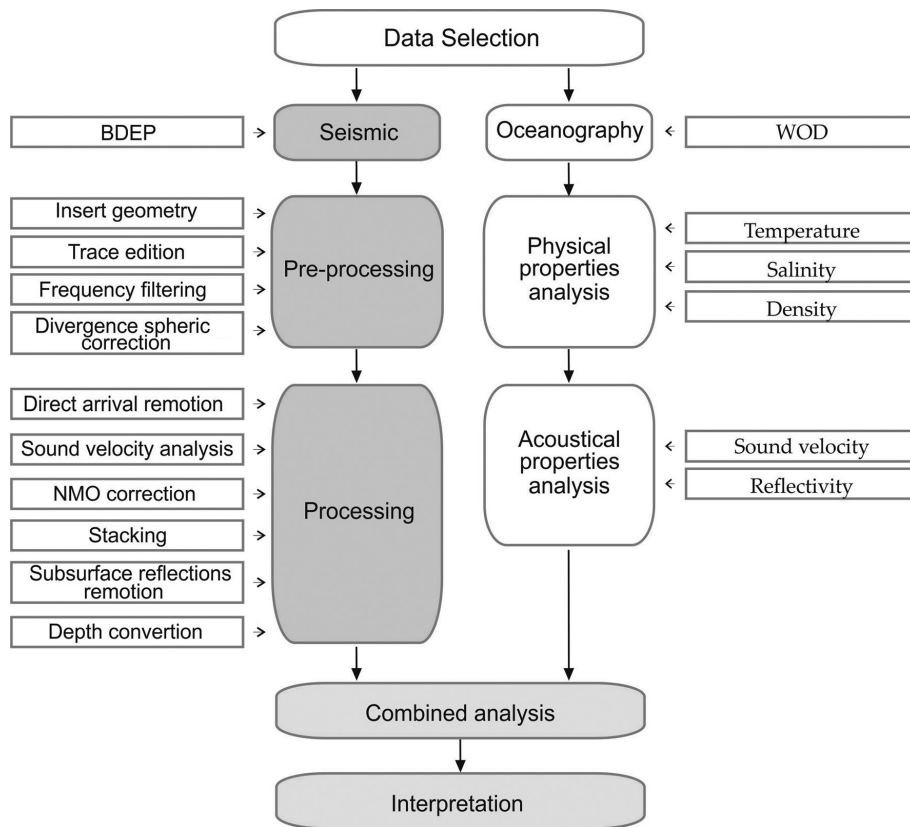 Data Selection
BDEP
Seismic
Oceanography
WOD
Insert geometry
Trace edition
Frequency filtering
Divergence spheric
correction
Pre-processing
Physical
properties
analysis
Temperature
Salinity
Density
Direct arrival remotion
Sound velocity analysis
NMO correction
Stacking
Subsurface reflections
remotion
Depth convertion
Processing
Acoustical
properties
analysis
Sound velocity
Reflectivity
Combined analysis
Interpretation